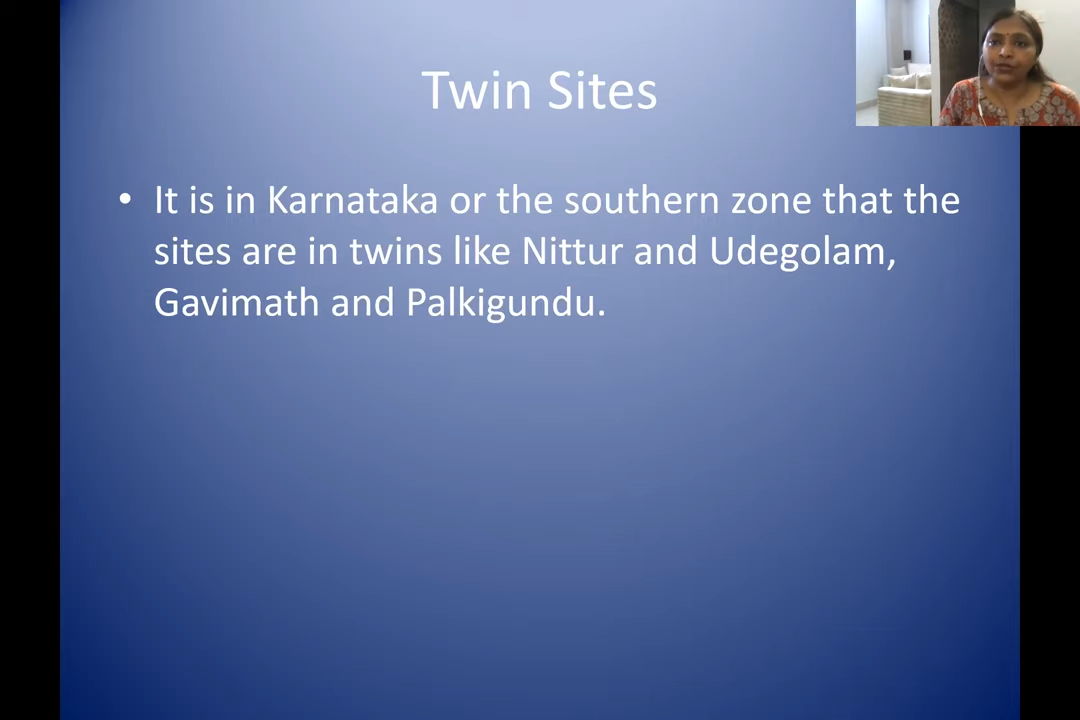 Twin Sites
• It is in Karnataka or the southern zone that the
sites are in twins like Nittur and Udegolam,
Gavimath and Palkigundu.